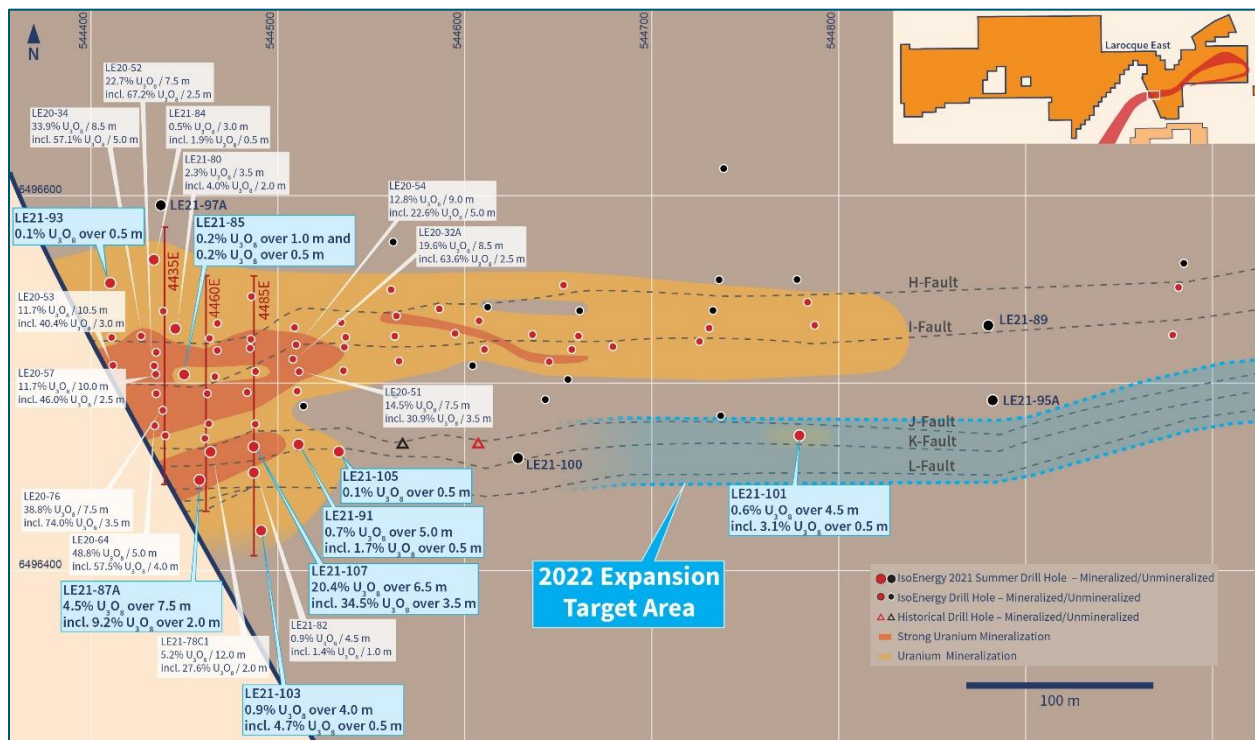 544400
544500
544600
544700
544800
N
Larocque East
LE20-52
22.7% U₃O₈ / 7.5 m
incl. 67.2% U₃O₈ / 2.5 m
LE20-34
33.9% U₃O₈ / 8.5 m
incl. 57.1% U₃O₈ / 5.0 m
LE21-84
0.5% U₃O₈ / 3.0 m
incl. 1.9% U₃O₈ / 0.5 m
LE21-80
2.3% U₃O₈ / 3.5 m
incl. 4.0% U₃O₈ / 2.0 m
LE20-54
12.8% U₃O₈ / 9.0 m
incl. 22.6% U₃O₈ / 5.0 m
6496600
LE21-97A
LE21-93
0.1% U₃O₈ over 0.5 m
LE21-85
0.2% U₃O₈ over 1.0 m and
0.2% U₃O₈ over 0.5 m
LE20-32A
19.6% U₃O₈ / 8.5 m
incl. 63.6% U₃O₈ / 2.5 m
4435E
4460E
4485E
H-Fault
I-Fault
LE21-89
LE20-53
11.7% U₃O₈ / 10.5 m
incl. 40.4% U₃O₈ / 3.0 m
LE20-57
11.7% U₃O₈ / 10.0 m
incl. 46.0% U₃O₈ / 2.5 m
LE20-51
14.5% U₃O₈ / 7.5 m
incl. 30.9% U₃O₈ / 3.5 m
LE21-95A
J-Fault
K-Fault
L-Fault
LE21-100
LE21-105
0.1% U₃O₈ over 0.5 m
LE21-101
0.6% U₃O₈ over 4.5 m
incl. 3.1% U₃O₈ over 0.5 m
LE20-76
38.8% U₃O₈ / 7.5 m
incl. 74.0% U₃O₈ / 3.5 m
LE21-91
0.7% U₃O₈ over 5.0 m
incl. 1.7% U₃O₈ over 0.5 m
LE20-64
48.8% U₃O₈ / 5.0 m
incl. 57.5% U₃O₈ / 4.0 m
LE21-107
20.4% U₃O₈ over 6.5 m
incl. 34.5% U₃O₈ over 3.5 m
6496400
2022 Expansion
Target Area
LE21-87A
4.5% U₃O₈ over 7.5 m
incl. 9.2% U₃O₈ over 2.0 m
LE21-82
0.9% U₃O₈ / 4.5 m
incl. 1.4% U₃O₈ / 1.0 m
LE21-78C1
5.2% U₃O₈ / 12.0 m
incl. 27.6% U₃O₈ / 2.0 m
LE21-103
0.9% U₃O₈ over 4.0 m
incl. 4.7% U₃O₈ over 0.5 m
IsoEnergy 2021 Summer Drill Hole – Mineralized/Unmineralized
IsoEnergy Drill Hole – Mineralized/Unmineralized
Historical Drill Hole – Mineralized/Unmineralized
Strong Uranium Mineralization
Uranium Mineralization
100 m